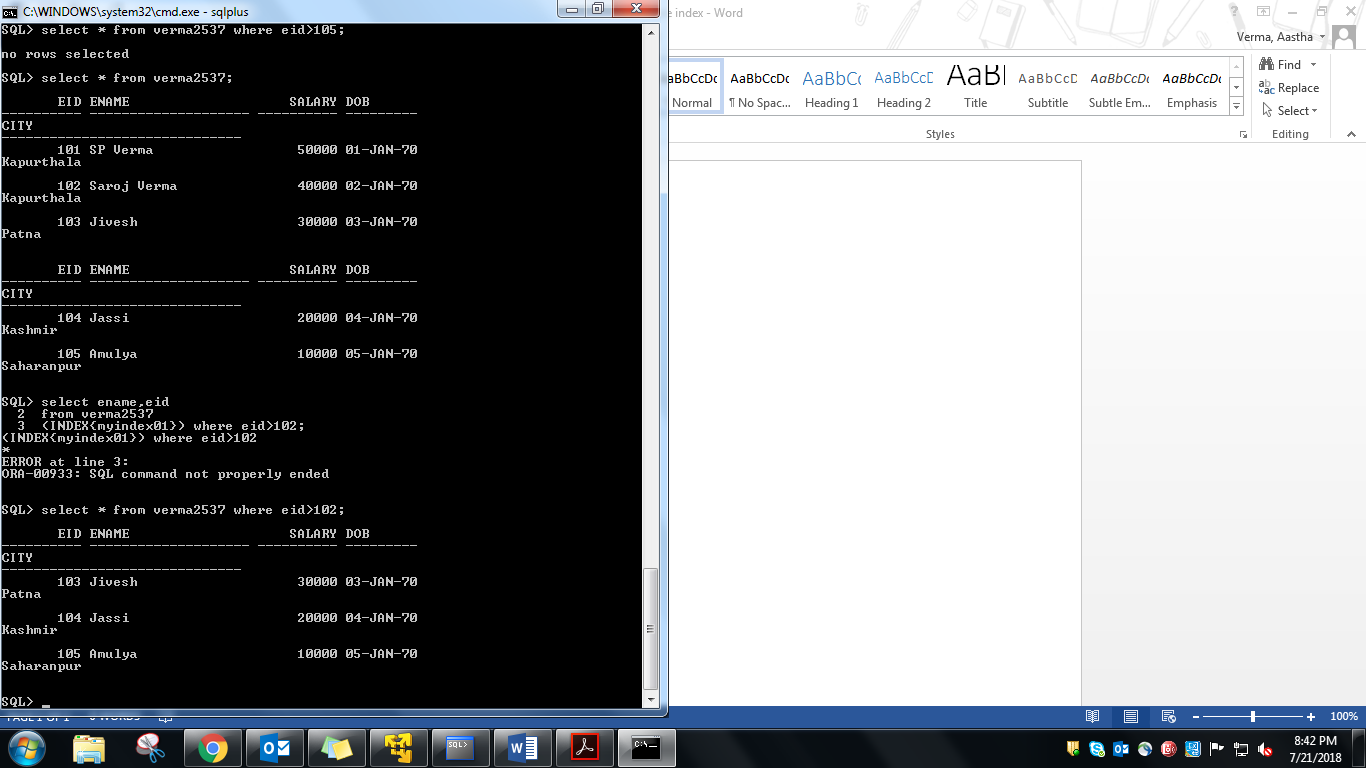 C:\WINDOWS\system32\cmd.exe - sqlplus
SQL> select * from verma2537 where eid>105;
no rows selected
SQL> select * from verma2537;
EID ENAME SALARY DOB
---------- -------------------- ---------- ---------
CITY
------------------------------
101 SP Verma 50000 01-JAN-70
Kapurthala
102 Saroj Verma 40000 02-JAN-70
Kapurthala
103 Jivesh 30000 03-JAN-70
Patna
EID ENAME SALARY DOB
---------- -------------------- ---------- ---------
CITY
------------------------------
104 Jassi 20000 04-JAN-70
Kashmir
105 Amulya 10000 05-JAN-70
Saharanpur
SQL> select ename,eid
2 from verma2537
3 (INDEX{myindex01}) where eid>102;
(INDEX{myindex01}) where eid>102
*
ERROR at line 3:
ORA-00933: SQL command not properly ended
SQL> select * from verma2537 where eid>102;
EID ENAME SALARY DOB
---------- -------------------- ---------- ---------
CITY
------------------------------
103 Jivesh 30000 03-JAN-70
Patna
104 Jassi 20000 04-JAN-70
Kashmir
105 Amulya 10000 05-JAN-70
Saharanpur
SQL> _
index - Word
Verma, Aastha
AaBbCcDc AaBbCcDc AaBbCc AaBbCcD AaB AaBbCcD AaBbCcDc AaBbCcDc
Normal ¶ No Spac... Heading 1 Heading 2 Title Subtitle Subtle Em... Emphasis
Styles
Find
Replace
Select
Editing
100%
SQL>
C:\_
8:42 PM
7/21/2018